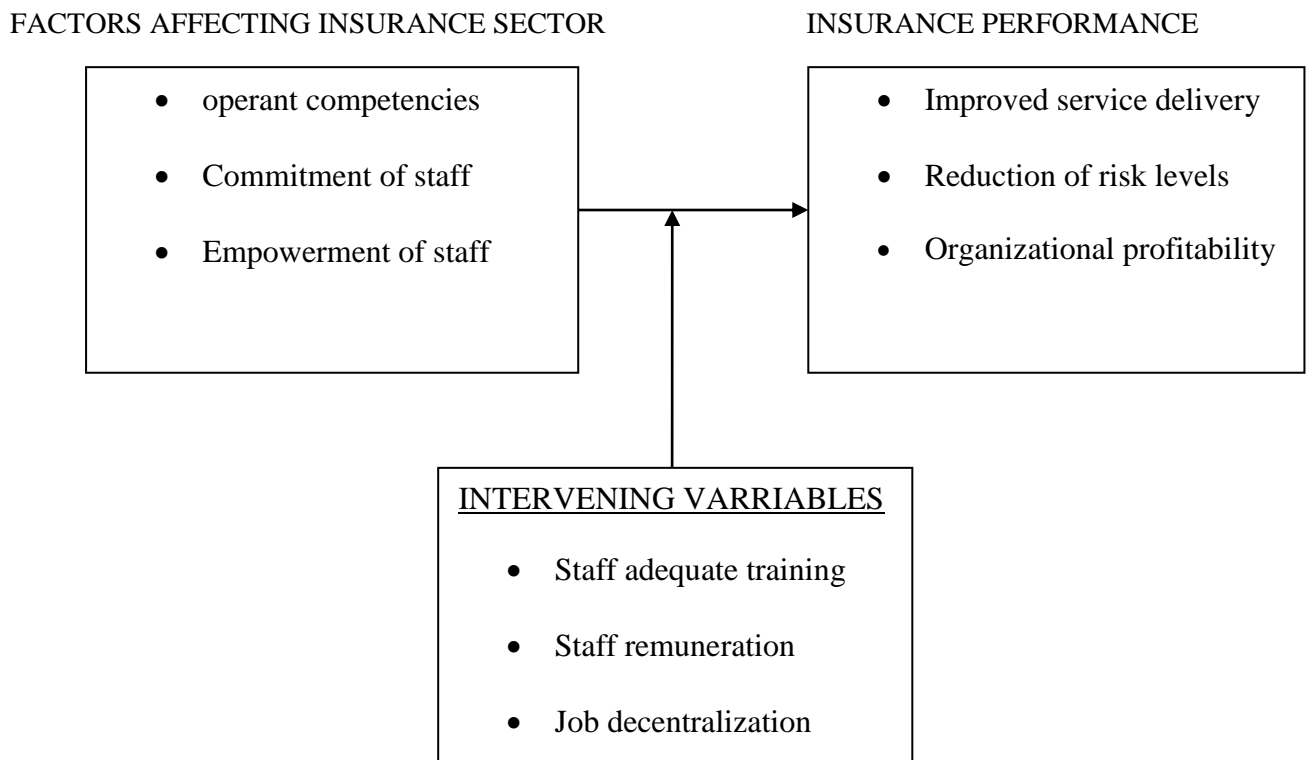 FACTORS AFFECTING INSURANCE SECTOR
• operant competencies
• Commitment of staff
• Empowerment of staff
INSURANCE PERFORMANCE
• Improved service delivery
• Reduction of risk levels
• Organizational profitability
INTERVENING VARRIABLES
• Staff adequate training
• Staff remuneration
• Job decentralization